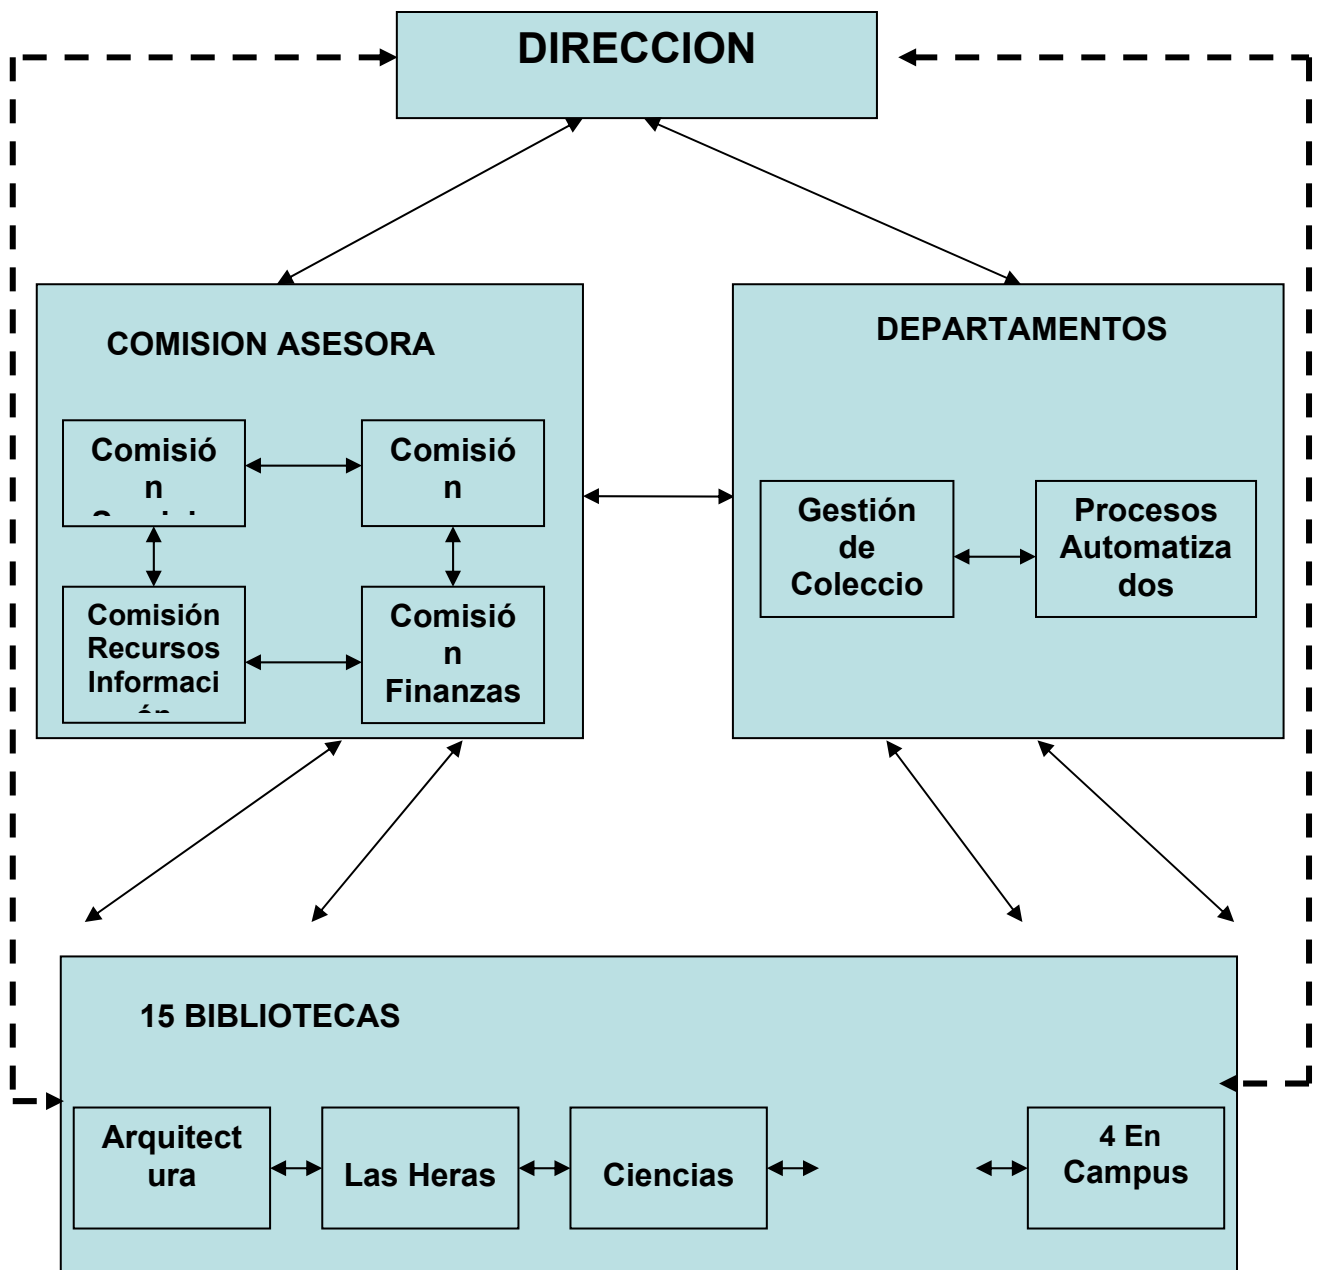 DIRECCION
COMISION ASESORA
DEPARTAMENTOS
Comisió
n
Comisió
n
Gestión
de
Coleccio
Procesos
Automatiza
dos
Comisión
Recursos
Informaci
ón
Comisió
n
Finanzas
15 BIBLIOTECAS
Arquitect
ura
Las Heras
Ciencias
4 En
Campus